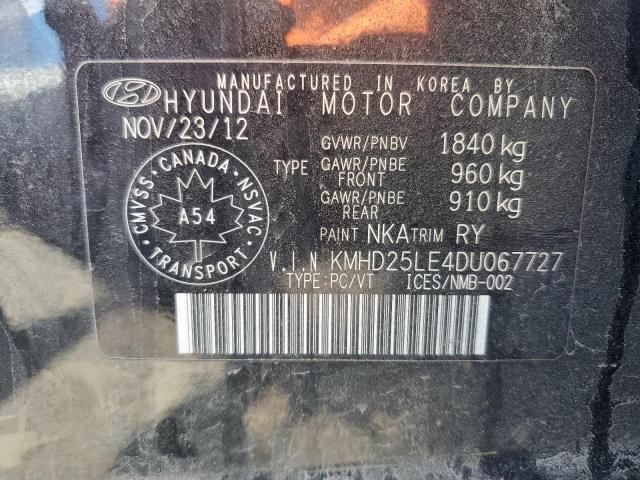 MANUFACTURED IN KOREA BY
HYUNDAI MOTOR COMPANY
NOV/23/12
GVWR/PNBV 1840 kg
TYPE GAWR/PNBE FRONT 960 kg
GAWR/PNBE REAR 910 kg
PAINT NKA TRIM RY
V.I.N KMHD25LE4DU067727
TYPE:PC/VT ICES/NMB-002
CMVSS · CANADA · NSVAC
A54
TRANSPORT